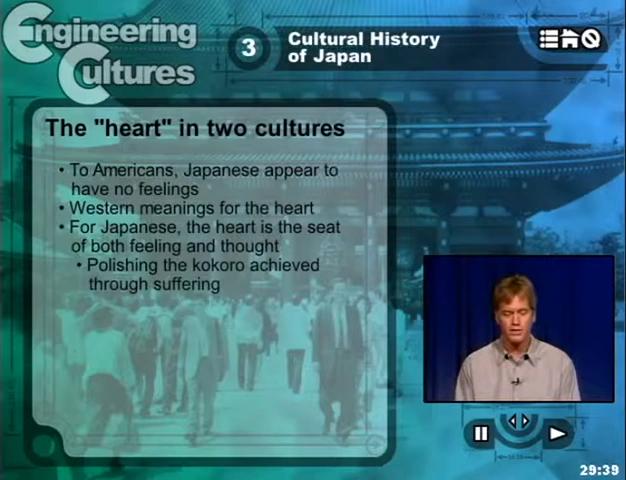 Engineering
Cultures
3
Cultural History
of Japan
The "heart" in two cultures
• To Americans, Japanese appear to
have no feelings
• Western meanings for the heart
• For Japanese, the heart is the seat
of both feeling and thought
• Polishing the kokoro achieved
through suffering
29:39